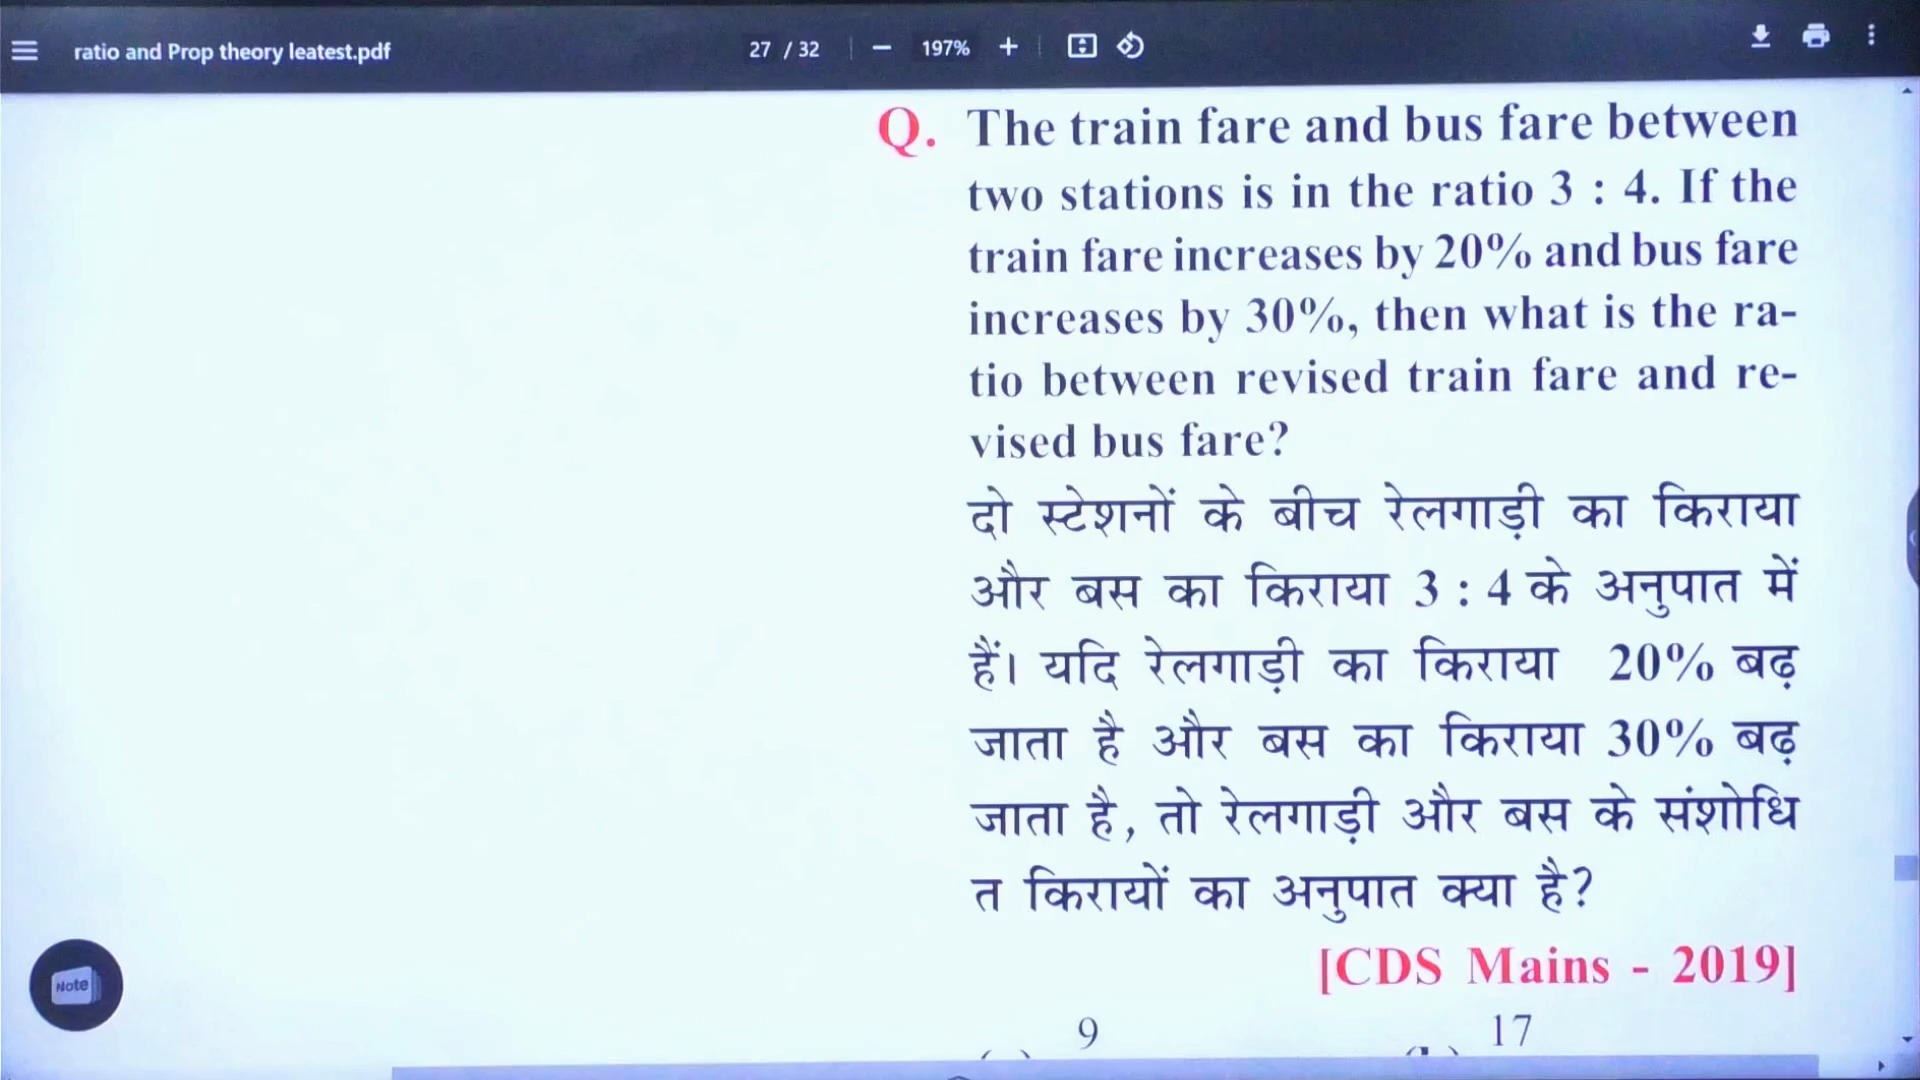 ratio and Prop theory leatest.pdf
27 / 32
197%
Q. The train fare and bus fare between
two stations is in the ratio 3 : 4. If the
train fare increases by 20% and bus fare
increases by 30%, then what is the ra-
tio between revised train fare and re-
vised bus fare?
दो स्टेशनों के बीच रेलगाड़ी का किराया
और बस का किराया 3 : 4 के अनुपात में
हैं। यदि रेलगाड़ी का किराया 20% बढ़
जाता है और बस का किराया 30% बढ़
जाता है, तो रेलगाड़ी और बस के संशोधि
त किरायों का अनुपात क्या है?
[CDS Mains - 2019]
Note
9 17